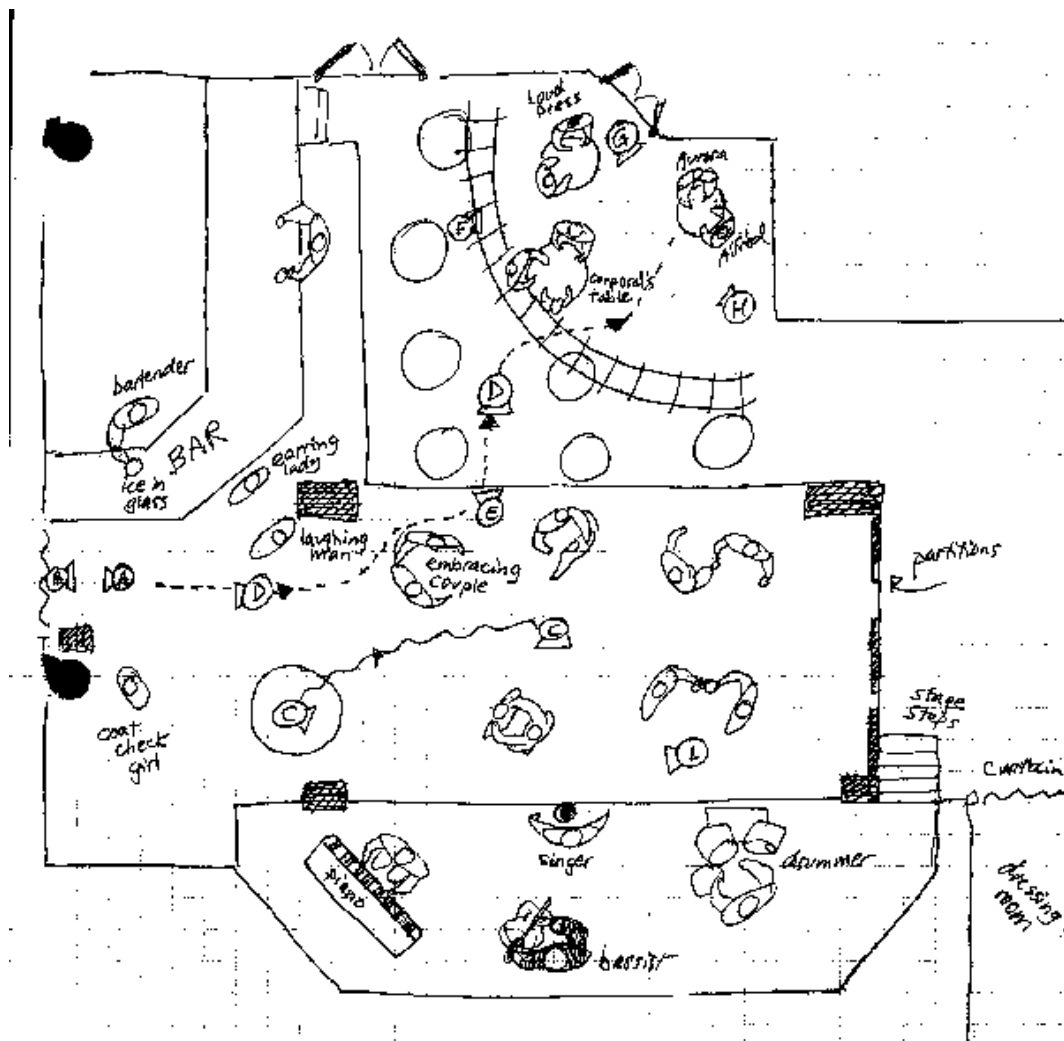 Loud
Dress
G
Aurora
F
corporal's
table
H
bartender
D
BAR
earring
lady
ice in
glass
E
laughing
man
embracing
couple
B
A
D
partitions
C
T
C
stage
steps
coat
check
girl
I
curtain
singer
drummer
piano
dressing
room
bassist